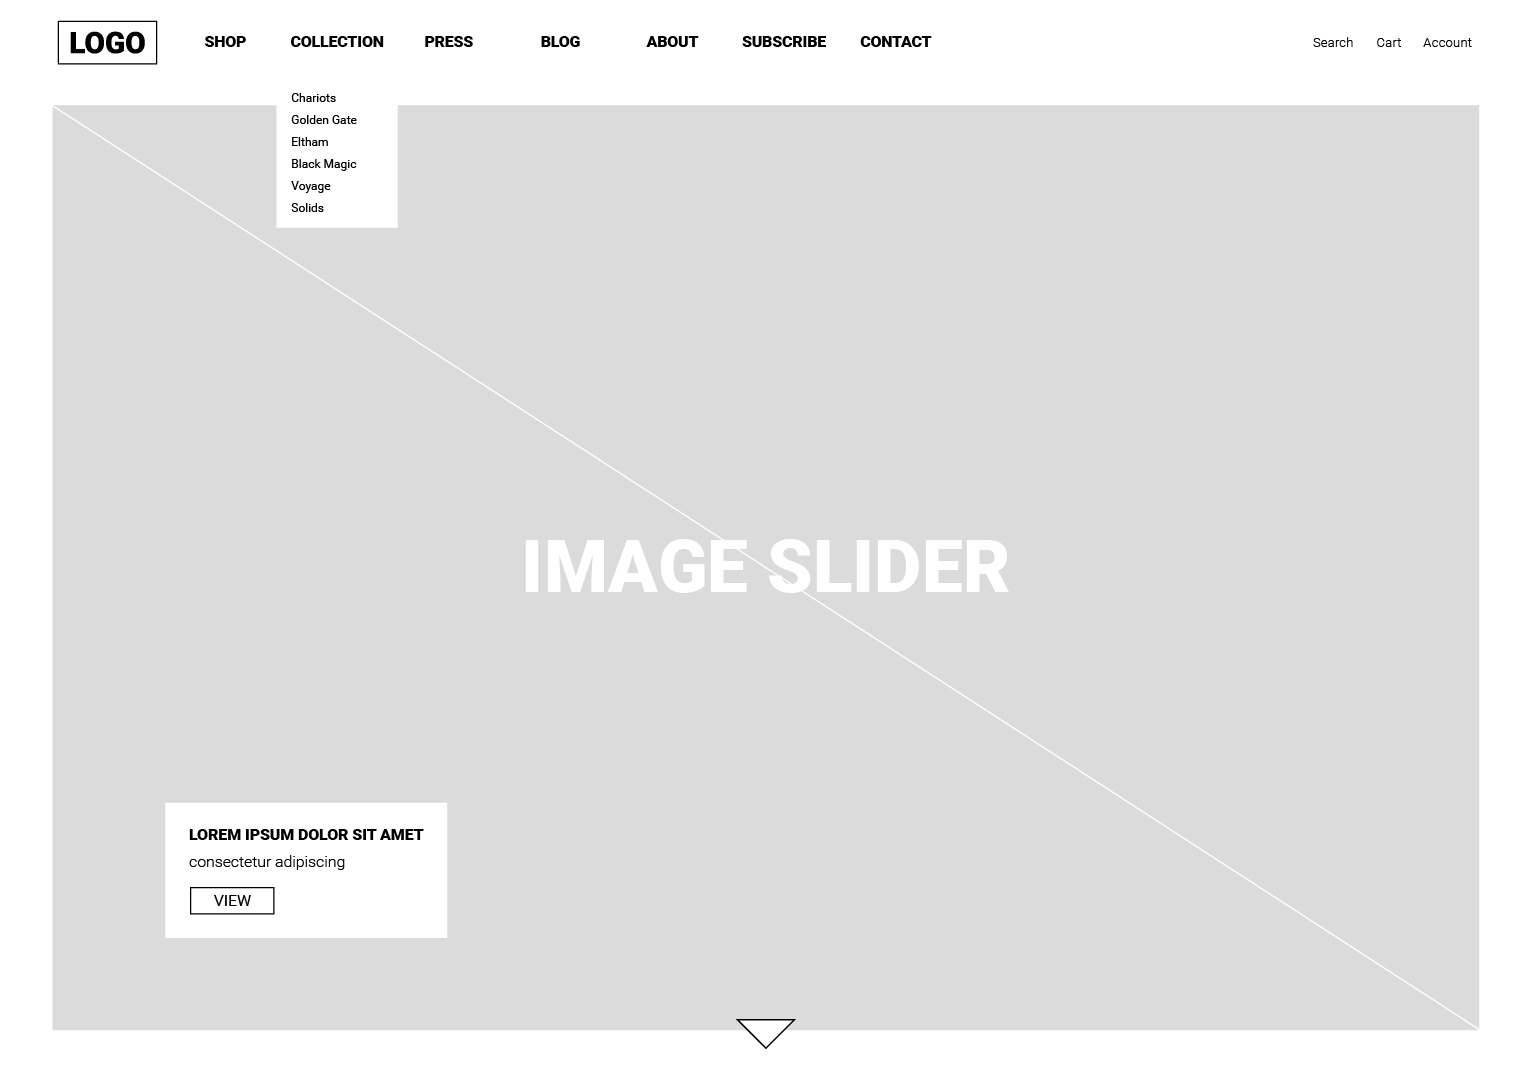 LOGO SHOP COLLECTION PRESS BLOG ABOUT SUBSCRIBE CONTACT Search Cart Account
Chariots
Golden Gate
Eltham
Black Magic
Voyage
Solids
IMAGE SLIDER
LOREM IPSUM DOLOR SIT AMET
consectetur adipiscing
VIEW